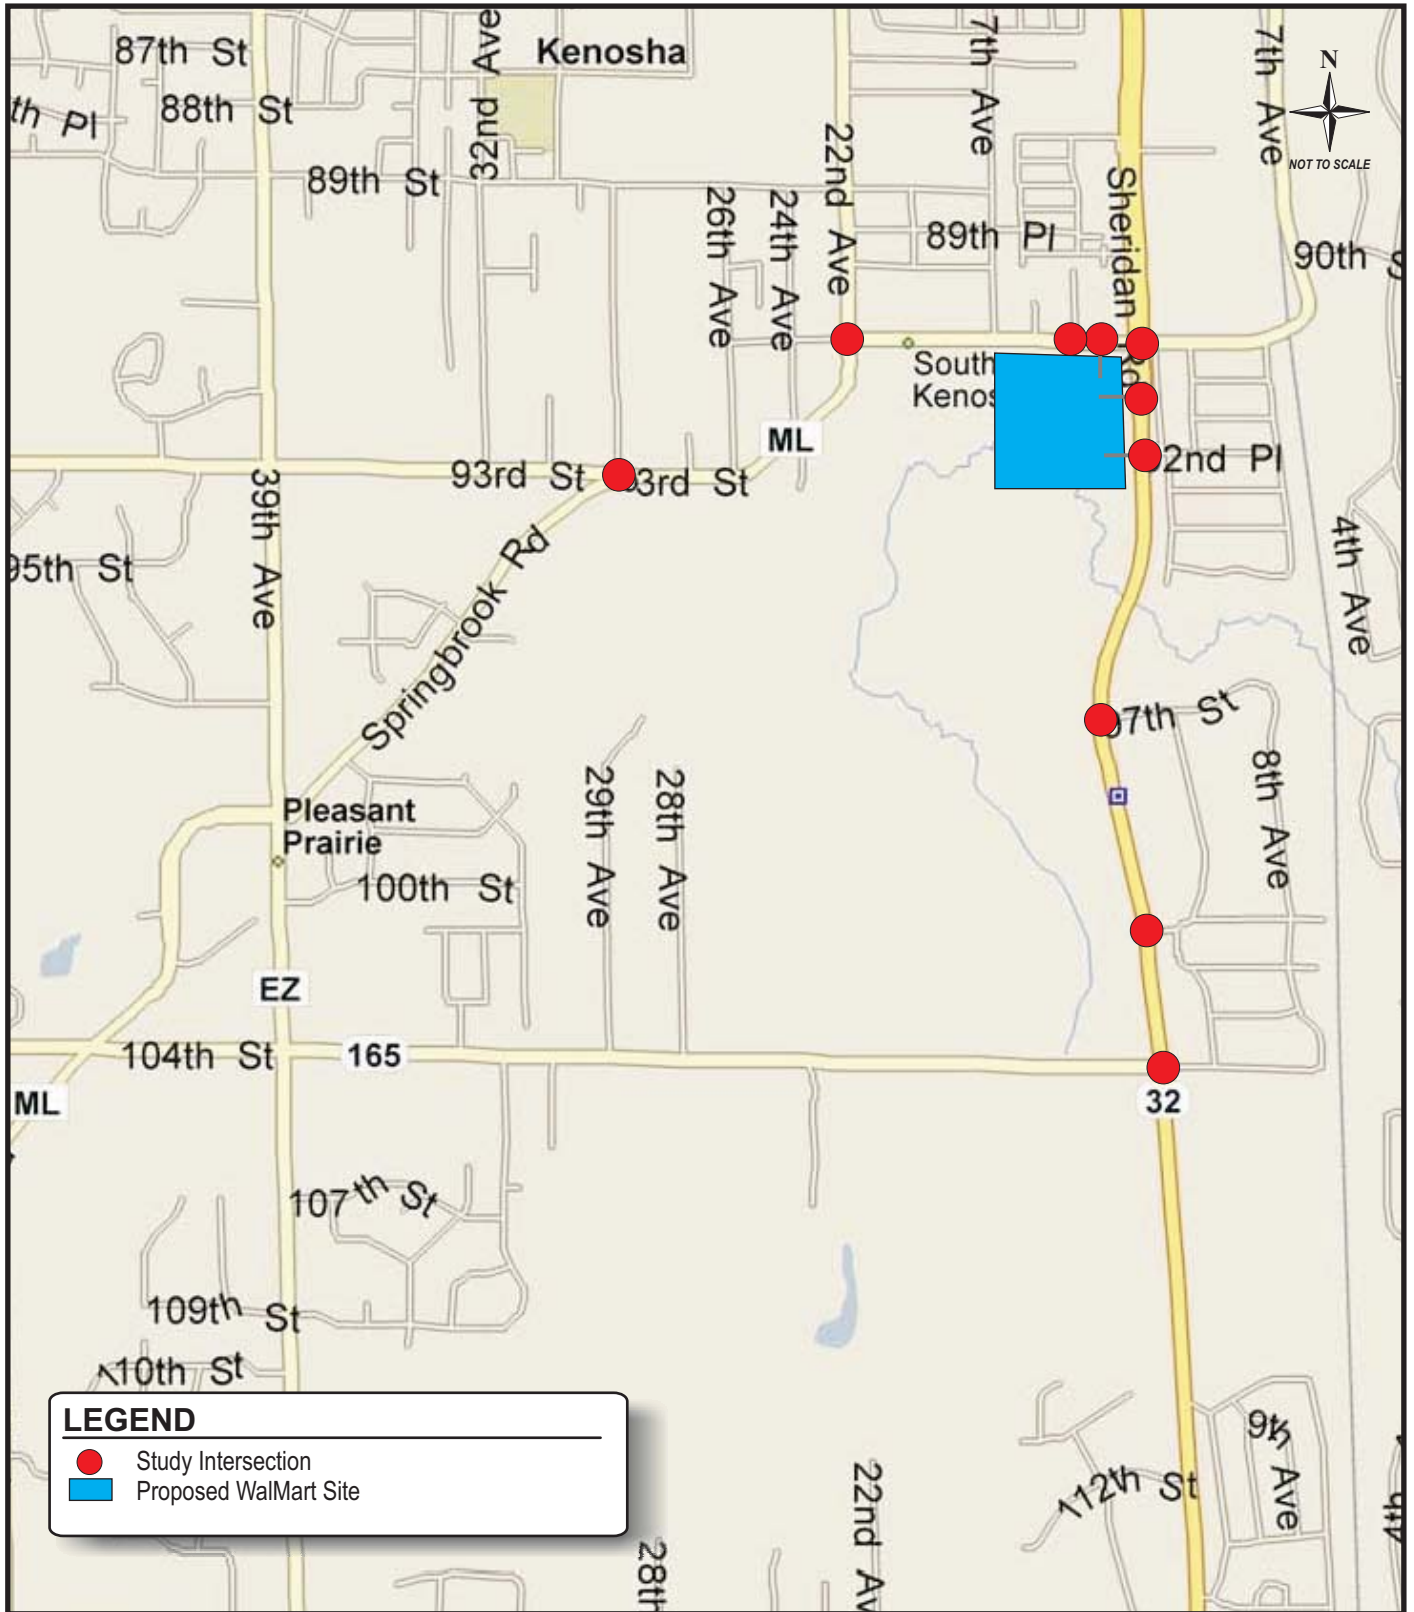 87th St
32nd Ave
Kenosha
7th Ave
7th Ave
N
NOT TO SCALE
th Pl
88th St
89th St
26th Ave
24th Ave
22nd Ave
89th Pl
Sheridan Rd
90th
South
Kenos
ML
93rd St
3rd St
2nd Pl
39th Ave
95th St
Springbrook Rd
4th Ave
97th St
8th Ave
29th Ave
28th Ave
Pleasant
Prairie
100th St
EZ
104th St
165
ML
32
107th St
109th St
110th St
LEGEND
Study Intersection
Proposed WalMart Site
9th Ave
112th St
22nd Av
28th
4th